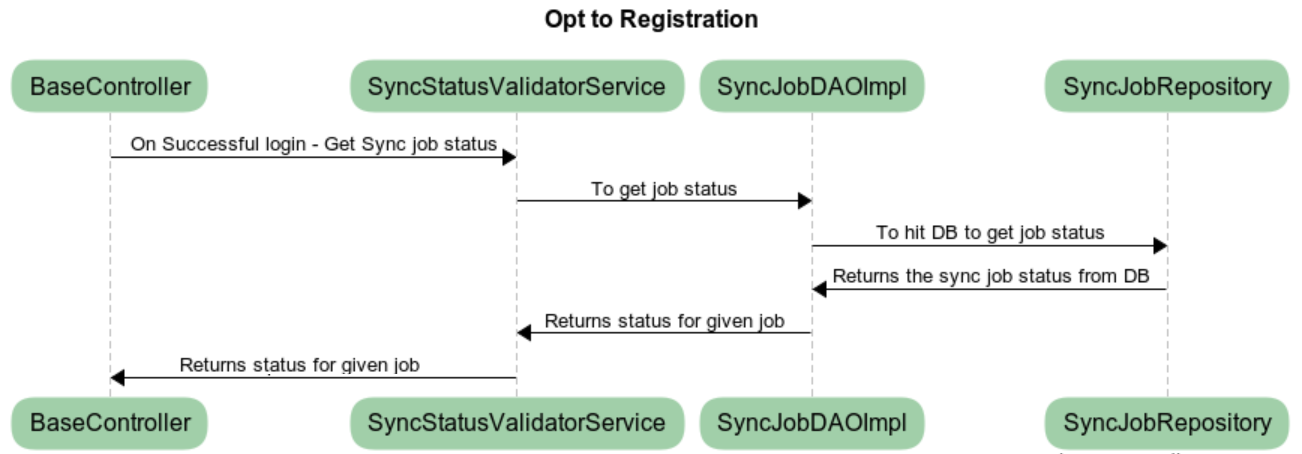 Opt to Registration
BaseController
SyncStatusValidatorService
SyncJobDAOImpl
SyncJobRepository
On Successful login - Get Sync job status
To get job status
To hit DB to get job status
Returns the sync job status from DB
Returns status for given job
Returns status for given job
BaseController
SyncStatusValidatorService
SyncJobDAOImpl
SyncJobRepository